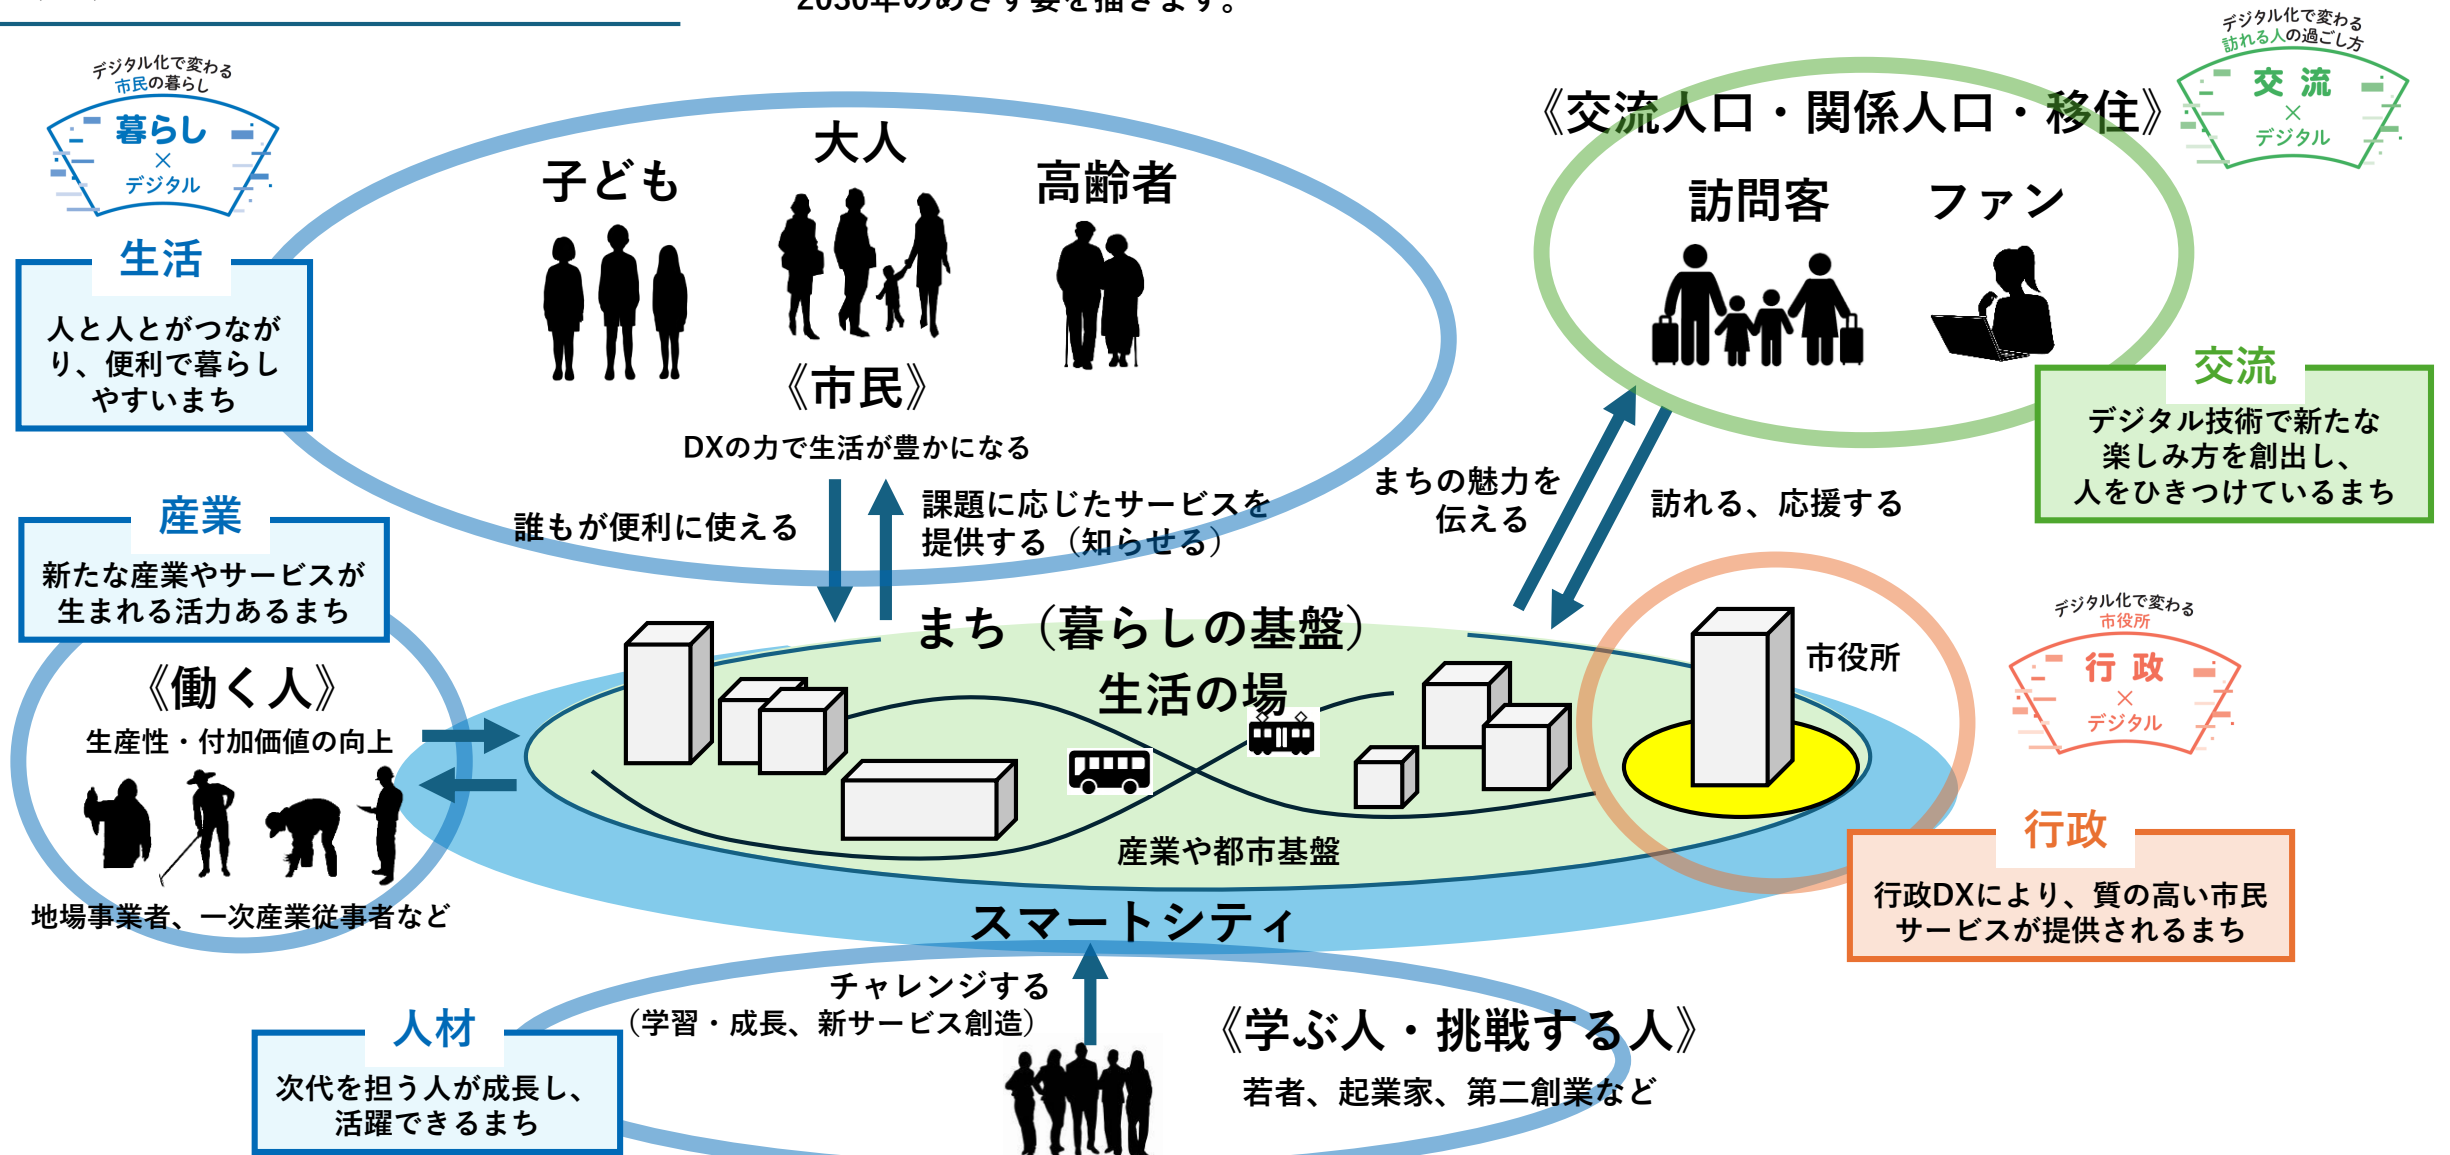 2030年のめざす姿を描きます。
デジタル化で変わる
市民の暮らし
暮らし
×
デジタル
生活
人と人とがつなが
り、便利で暮らし
やすいまち
子ども
大人
高齢者
《市民》
DXの力で生活が豊かになる
誰もが便利に使える
課題に応じたサービスを
提供する（知らせる）
《交流人口・関係人口・移住》
訪問客
ファン
デジタル化で変わる
訪れる人の過ごし方
交流
×
デジタル
交流
デジタル技術で新たな
楽しみ方を創出し、
人をひきつけているまち
まちの魅力を
伝える
訪れる、応援する
産業
新たな産業やサービスが
生まれる活力あるまち
《働く人》
生産性・付加価値の向上
地場事業者、一次産業従事者など
まち（暮らしの基盤）
生活の場
産業や都市基盤
スマートシティ
市役所
デジタル化で変わる
市役所
行政
×
デジタル
行政
行政DXにより、質の高い市民
サービスが提供されるまち
人材
次代を担う人が成長し、
活躍できるまち
チャレンジする
（学習・成長、新サービス創造）
《学ぶ人・挑戦する人》
若者、起業家、第二創業など